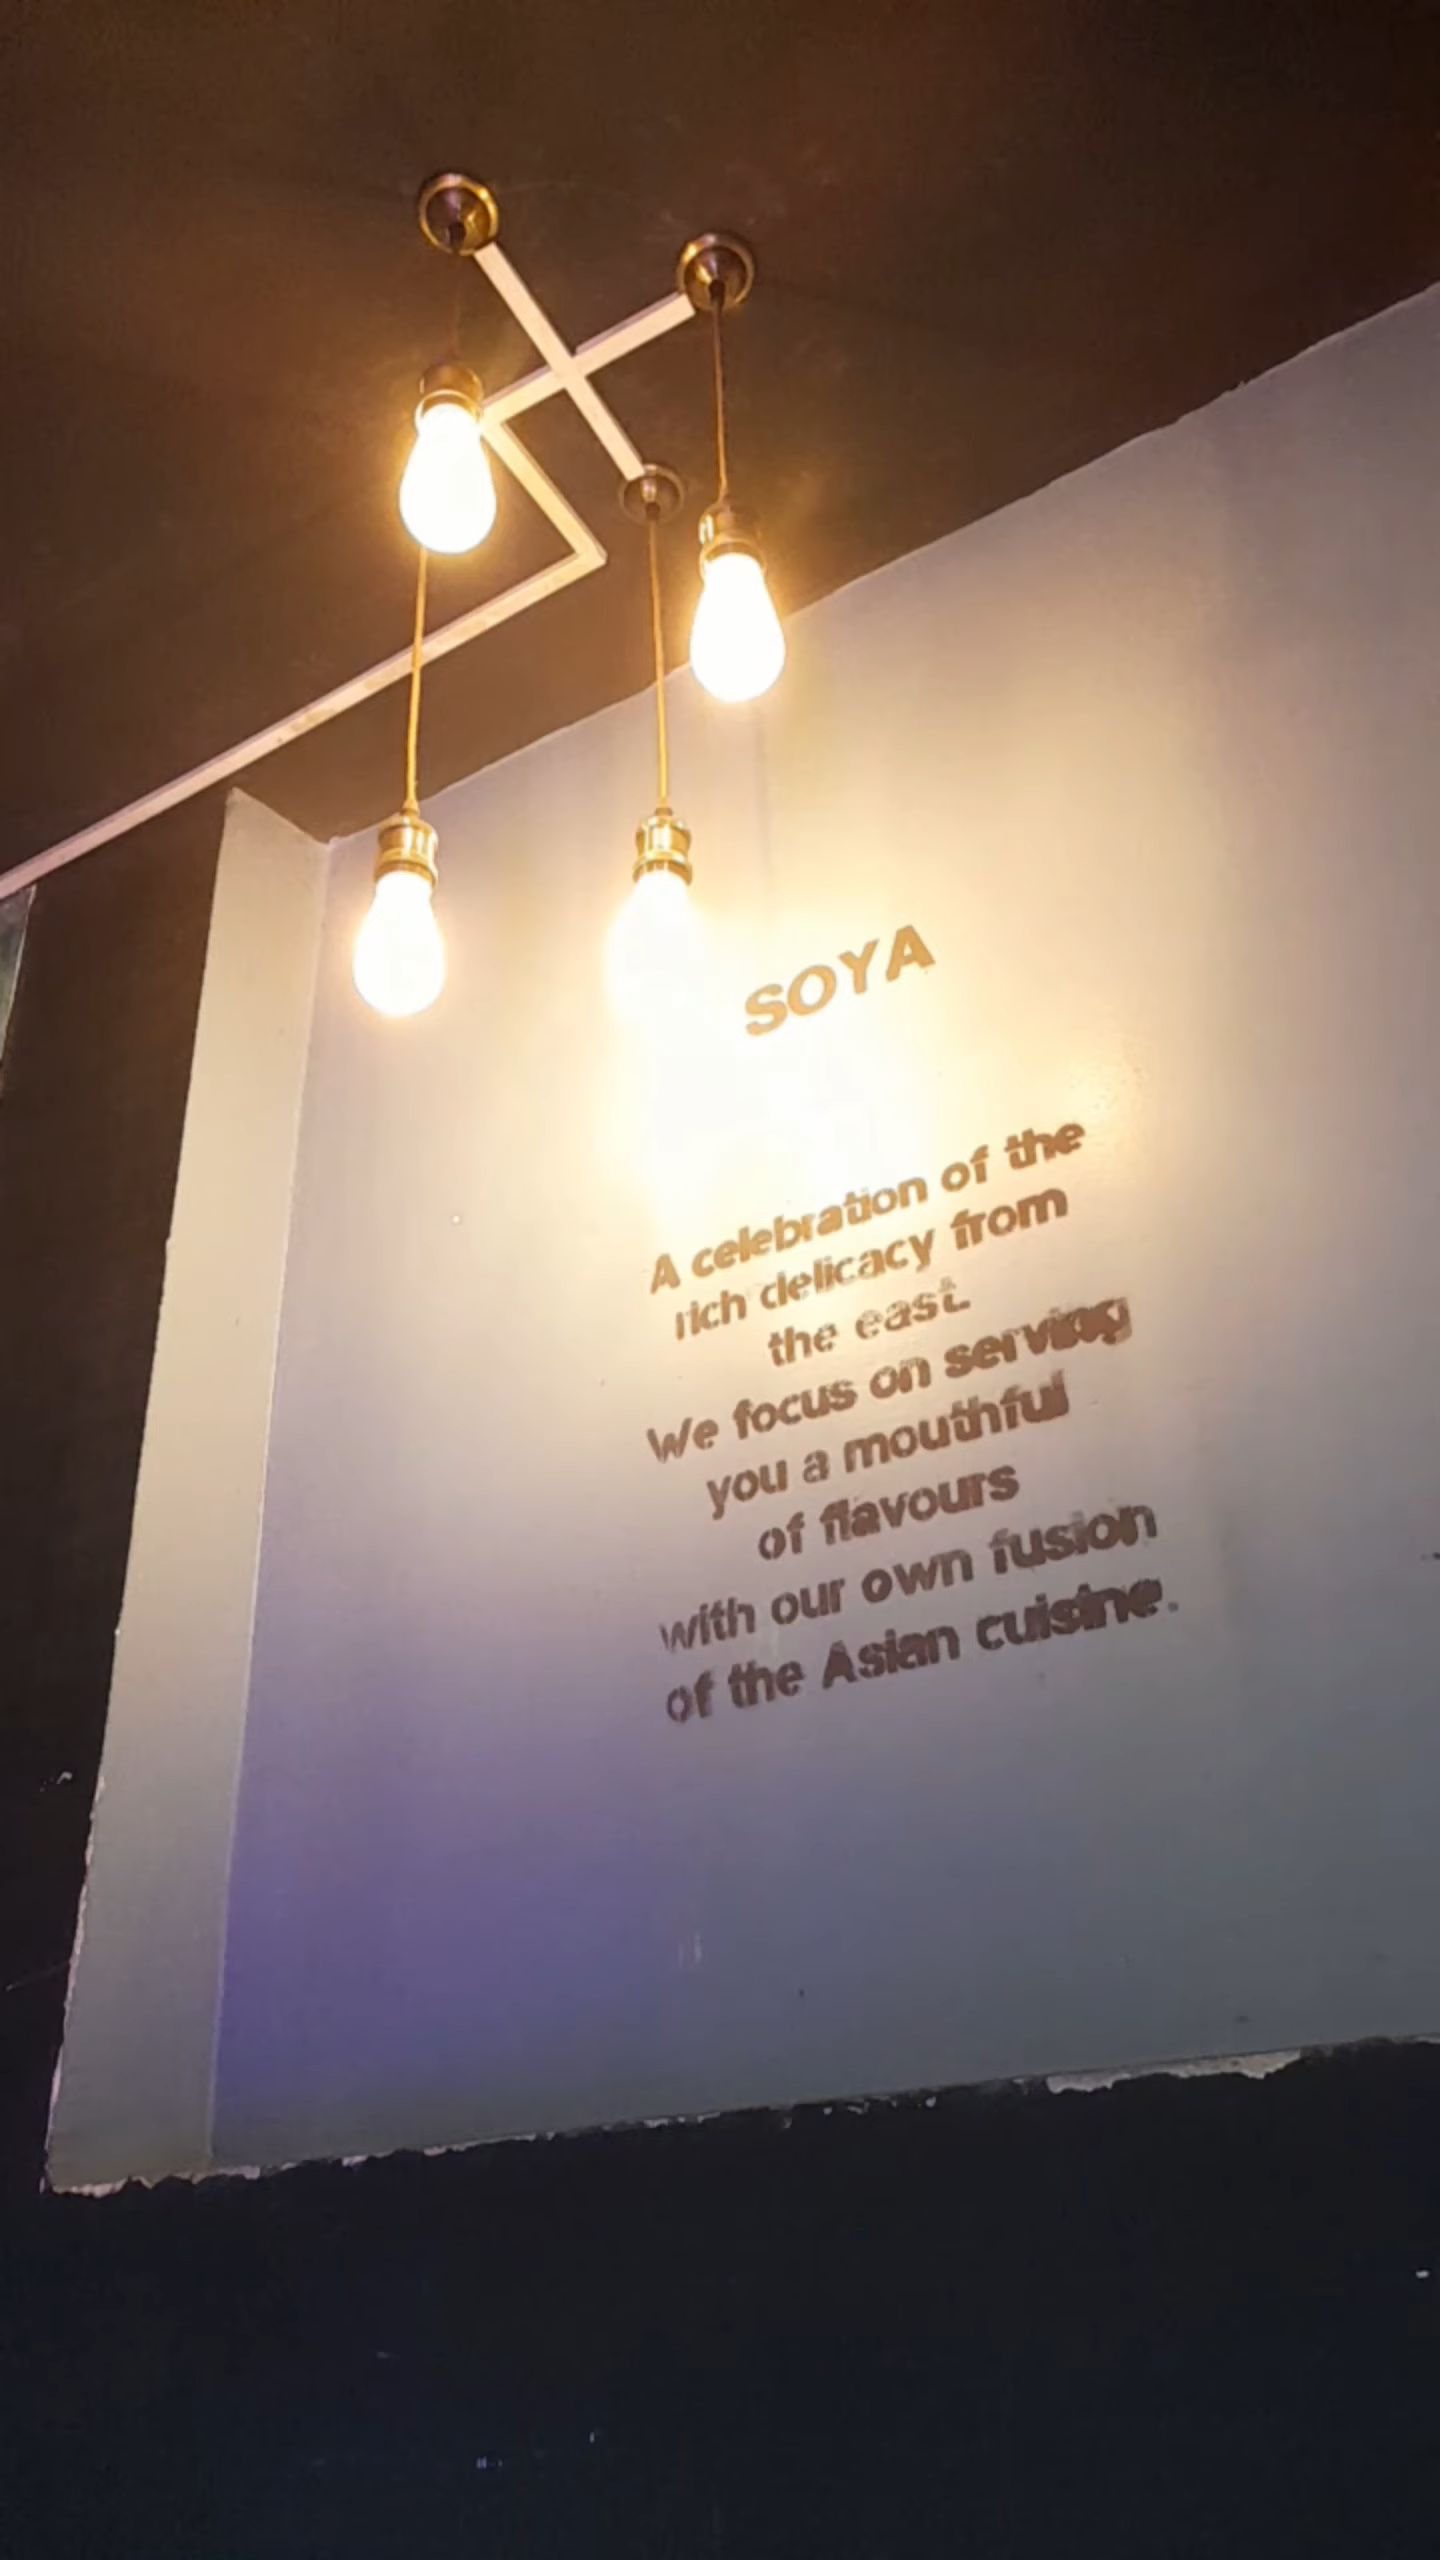 SOYA
A celebration of the
rich delicacy from
the east.
We focus on serving
you a mouthful
of flavours
with our own fusion
of the Asian cuisine.